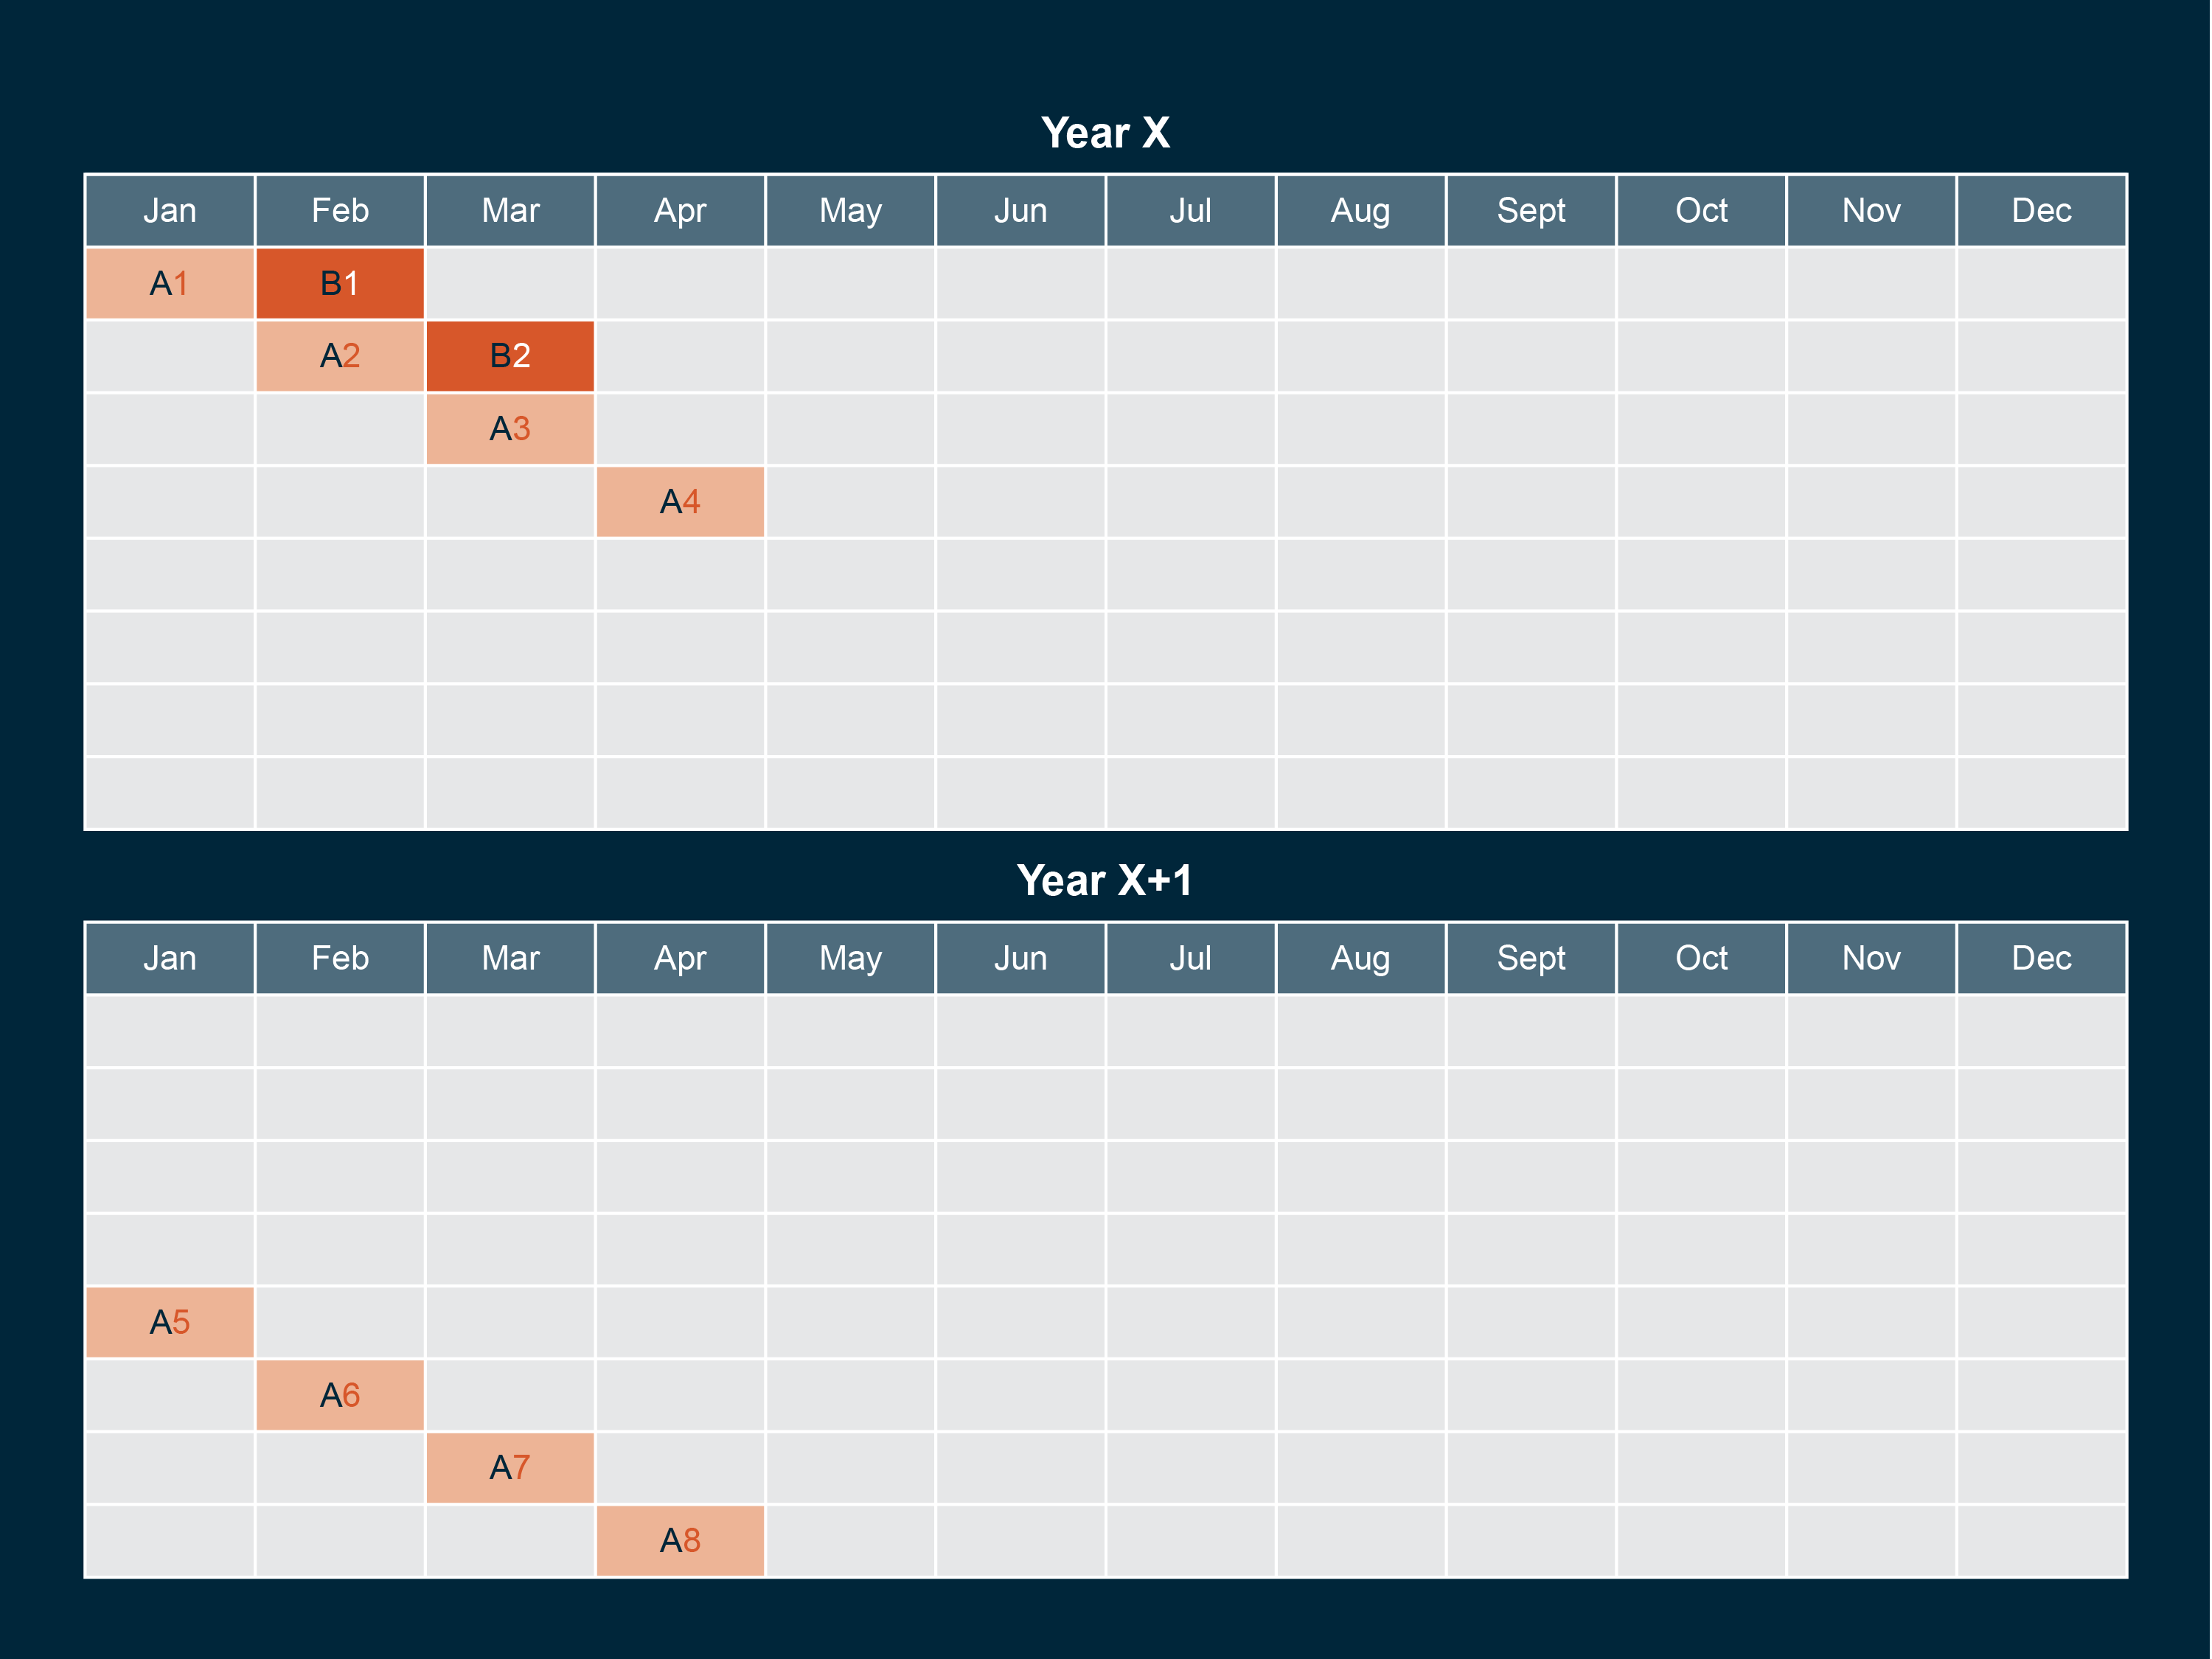 Year X
Jan Feb Mar Apr May Jun Jul Aug Sept Oct Nov Dec
A1 B1
A2 B2
A3
A4
Year X+1
Jan Feb Mar Apr May Jun Jul Aug Sept Oct Nov Dec
A5
A6
A7
A8